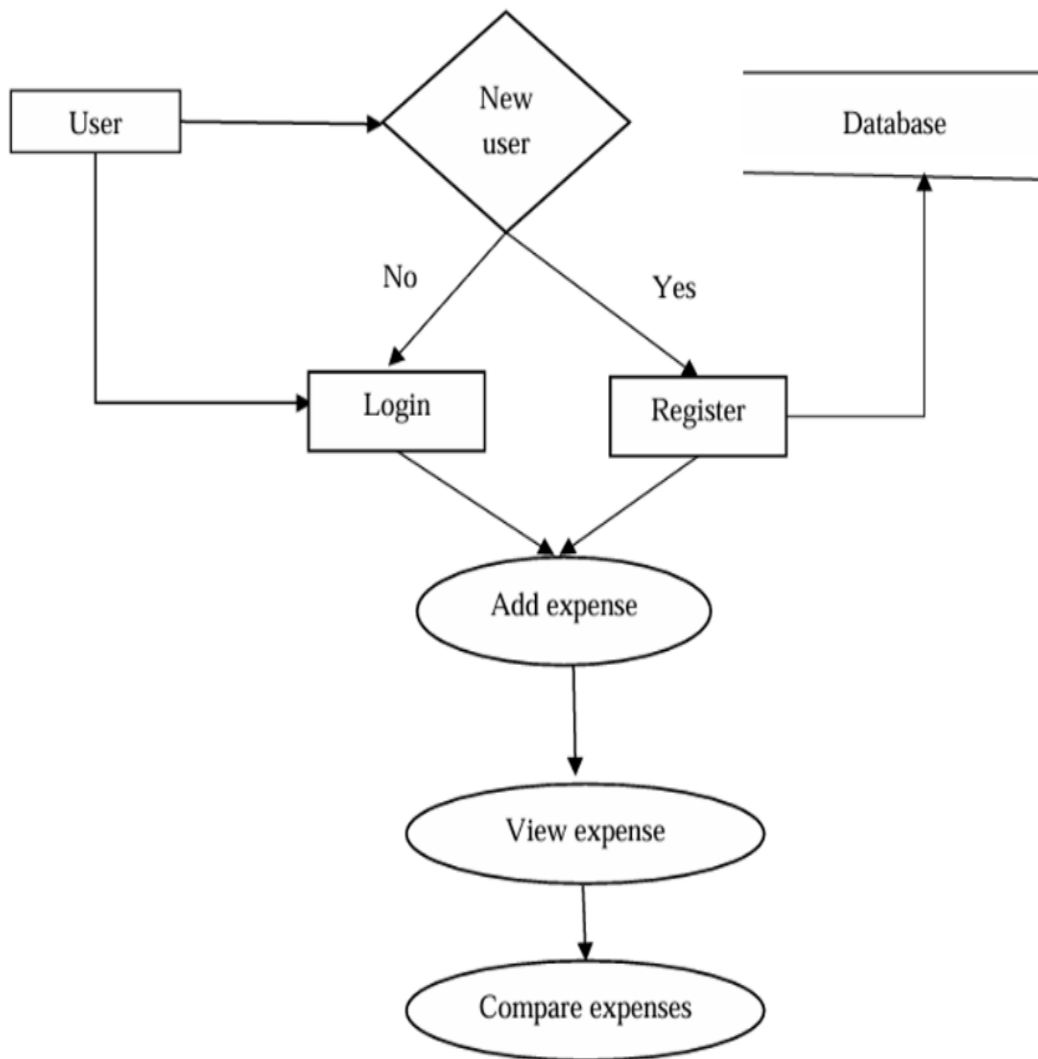 User
New
user
Database
No
Yes
Login
Register
Add expense
View expense
Compare expenses